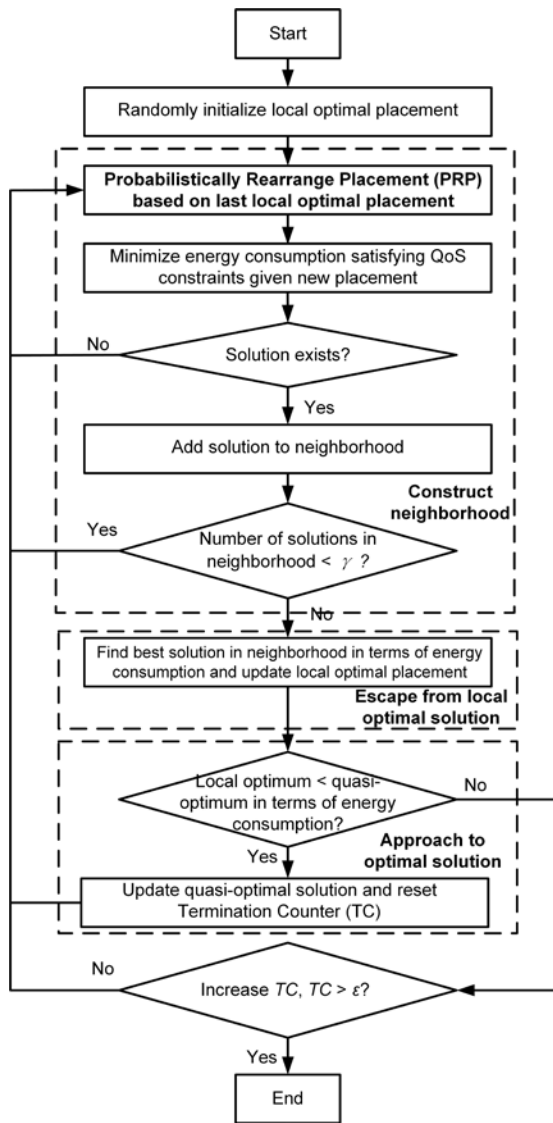 Start
Randomly initialize local optimal placement
Probabilistically Rearrange Placement (PRP)
based on last local optimal placement
Minimize energy consumption satisfying QoS
constraints given new placement
No
Solution exists?
Yes
Add solution to neighborhood
Construct
neighborhood
Yes
Number of solutions in
neighborhood < γ ?
No
Find best solution in neighborhood in terms of energy
consumption and update local optimal placement
Escape from local
optimal solution
Local optimum < quasi-
optimum in terms of energy
consumption?
No
Yes
Approach to
optimal solution
Update quasi-optimal solution and reset
Termination Counter (TC)
No
Increase TC, TC > ε?
Yes
End